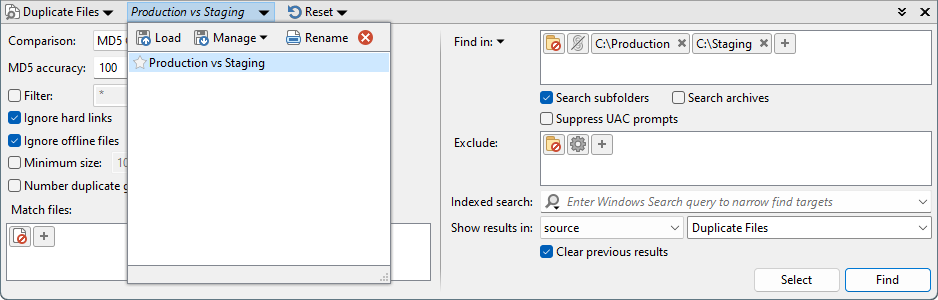 Duplicate Files
Production vs Staging
Reset
Load
Manage
Rename
Production vs Staging
Comparison:
MD5
MD5 accuracy:
100
Filter:
*
Ignore hard links
Ignore offline files
Minimum size:
10
Number duplicate g
Match files:
Find in:
C:\Production
C:\Staging
Search subfolders
Search archives
Suppress UAC prompts
Exclude:
Indexed search:
Enter Windows Search query to narrow find targets
Show results in:
source
Duplicate Files
Clear previous results
Select
Find